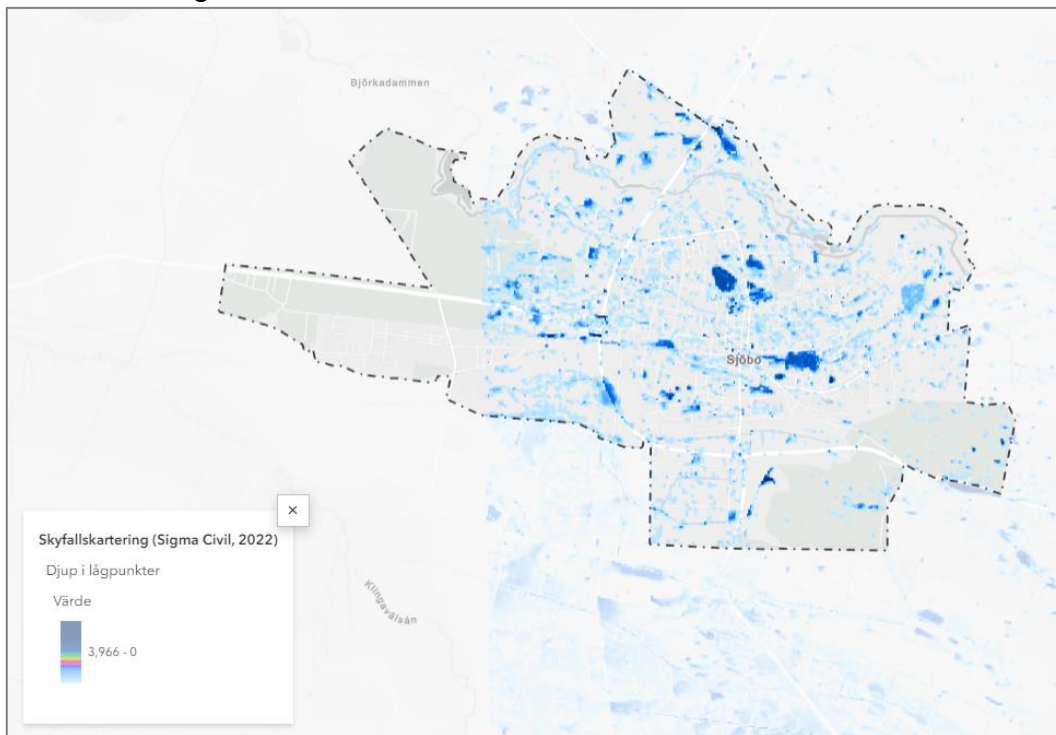 Björkadammen
Sjöbo
Klingavälsån
Skyfallskartering (Sigma Civil, 2022)
Djup i lågpunkter
Värde
3,966 - 0